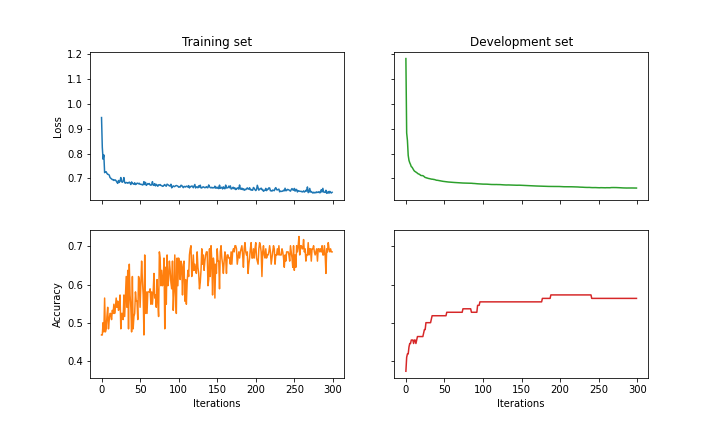 Training set
Development set
1.2
1.1
1.0
0.9
0.8
0.7
Loss
0.7
0.6
0.5
0.4
Accuracy
0 50 100 150 200 250 300
0 50 100 150 200 250 300
Iterations
Iterations